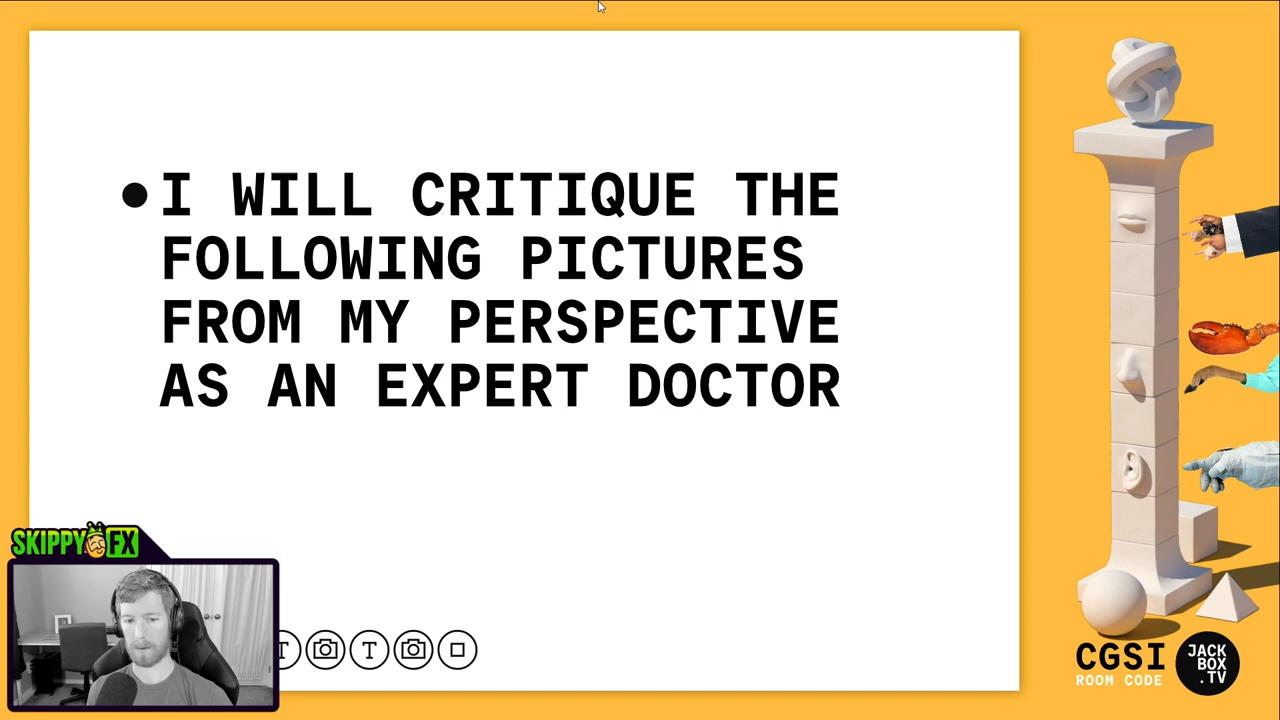 ● I WILL CRITIQUE THE
FOLLOWING PICTURES
FROM MY PERSPECTIVE
AS AN EXPERT DOCTOR
SKIPPY FX
T
T
CGSI
ROOM CODE
JACK
BOX
.TV